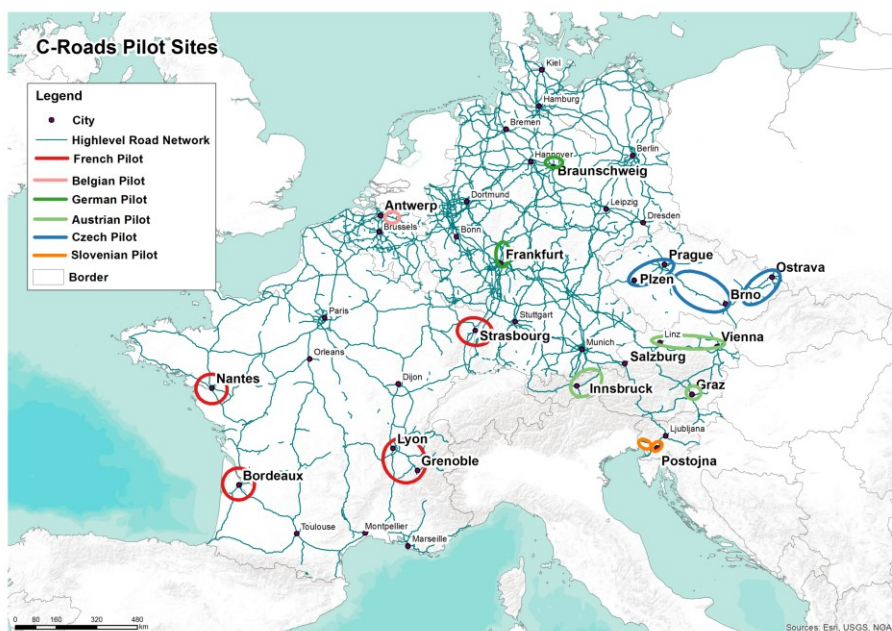 C-Roads Pilot Sites
Legend
City
Highlevel Road Network
French Pilot
Belgian Pilot
German Pilot
Austrian Pilot
Czech Pilot
Slovenian Pilot
Border
Kiel
Hamburg
Bremen
Berlin
Hannover
Braunschweig
Dortmund
Leipzig
Antwerp
Dresden
Brussels
Bonn
Frankfurt
Prague
Ostrava
Plzen
Brno
Paris
Stuttgart
Strasbourg
Linz
Vienna
Munich
Orleans
Salzburg
Nantes
Dijon
Innsbruck
Graz
Ljubljana
Lyon
Postojna
Grenoble
Bordeaux
Toulouse
Montpellier
Marseille
0 80 160 320 480
km
Sources: Esri, USGS, NOA